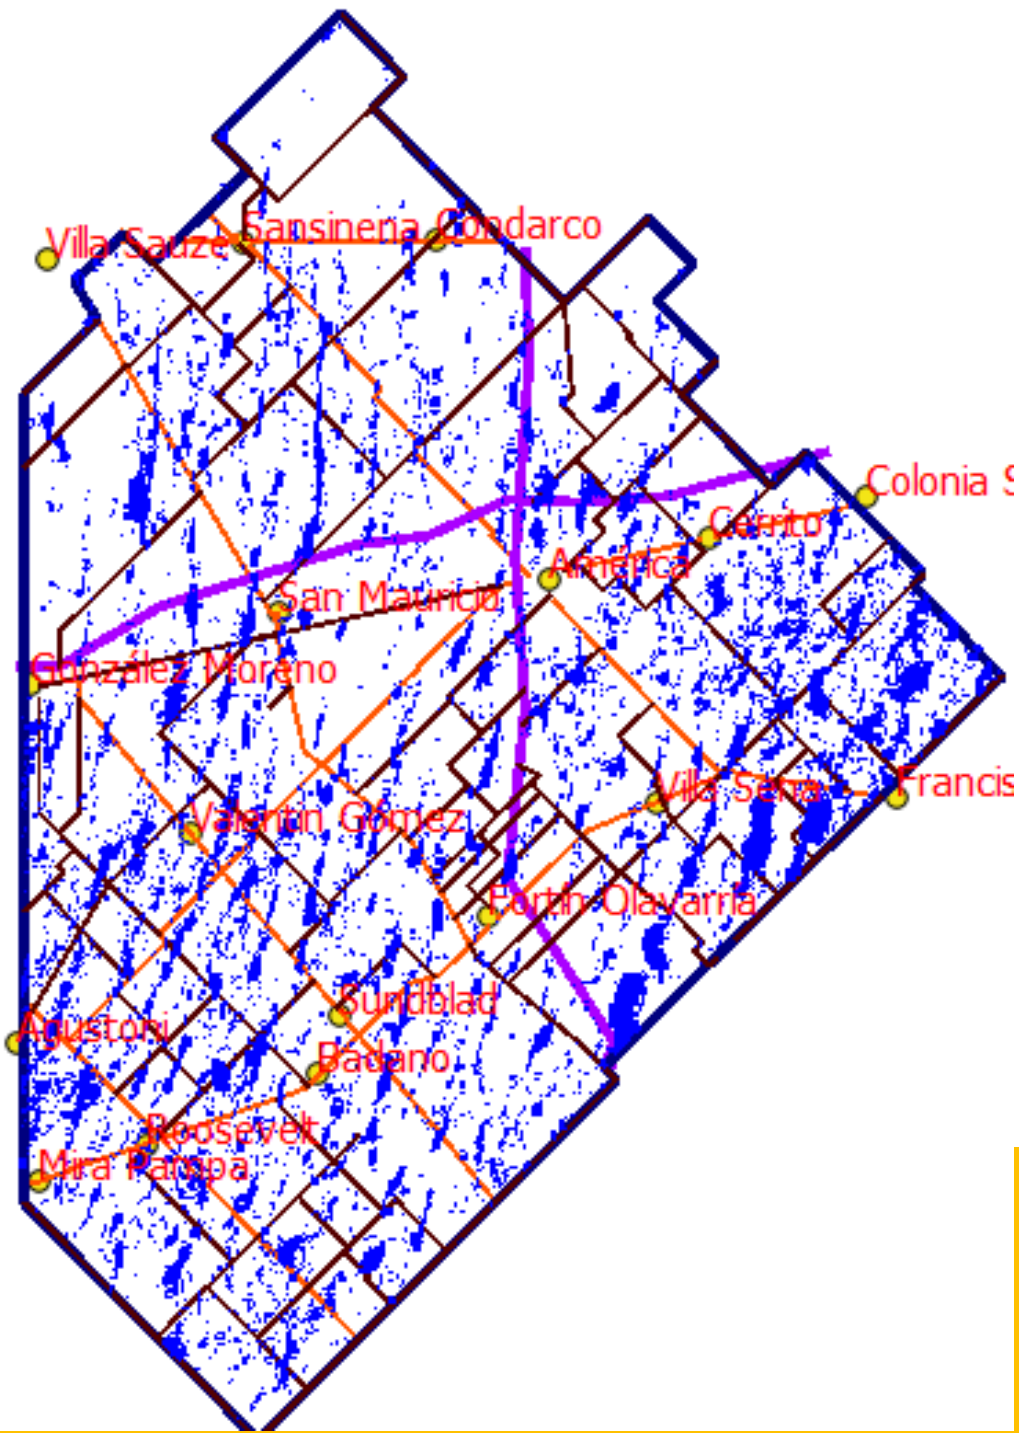 Sansinena Condarco
Villa Sauze
Colonia S
Cerrito
América
San Mauricio
González Moreno
Francis
Villa Sena
Valentin Gómez
Fortín Olavarría
Sundblad
Agustoni
Badano
Roosevelt
Mira Pampa